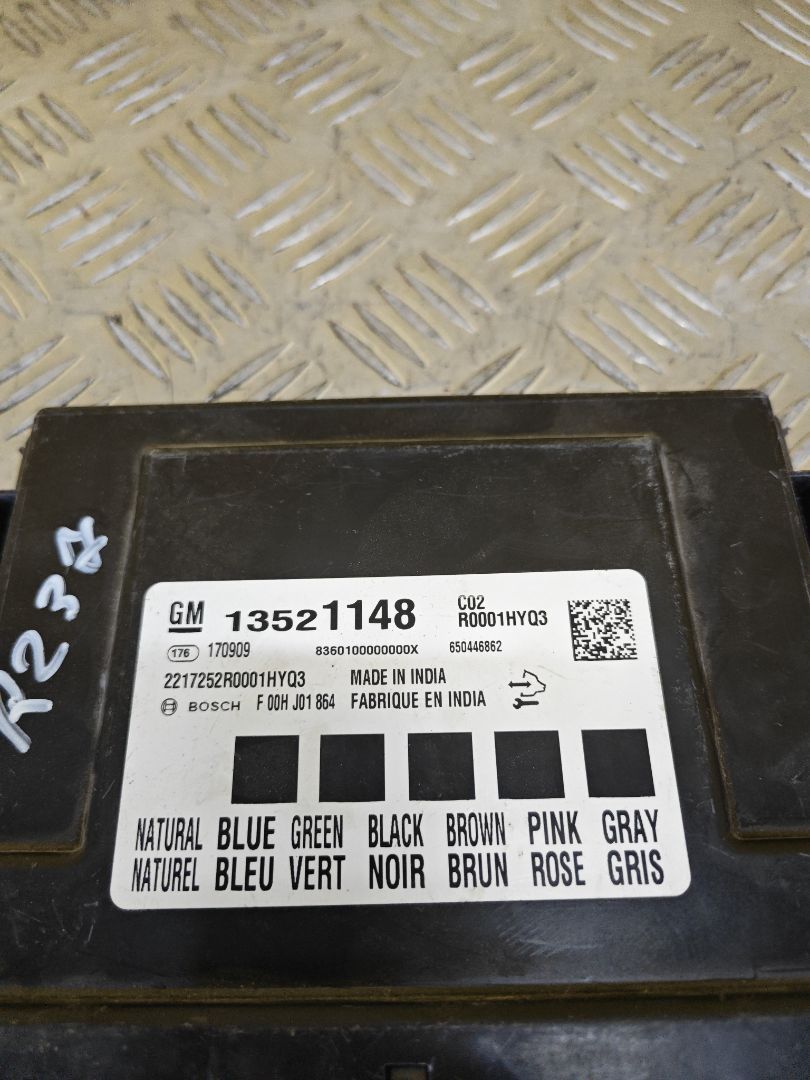 R237
GM 13521148 C02
R0001HYQ3
176 170909 8360100000000X 650446862
2217252R0001HYQ3 MADE IN INDIA
BOSCH F 00H J01 864 FABRIQUE EN INDIA
NATURAL BLUE GREEN BLACK BROWN PINK GRAY
NATUREL BLEU VERT NOIR BRUN ROSE GRIS